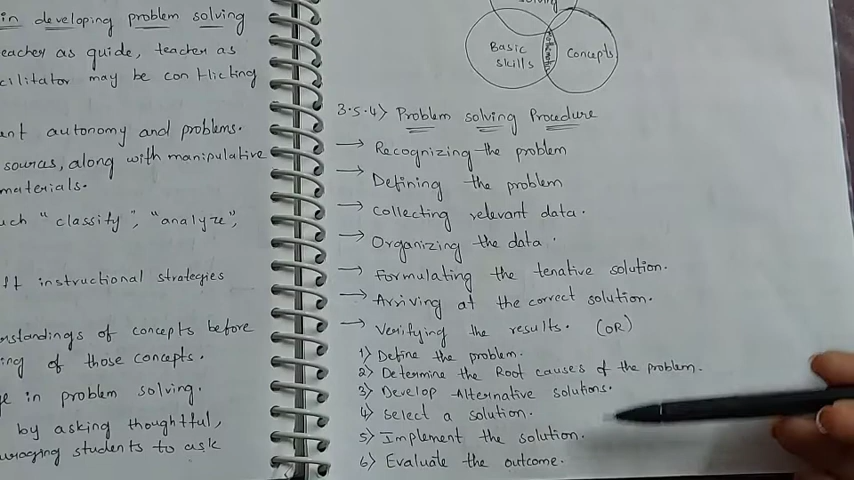 in developing problem solving
teacher as guide, teacher as
cilitator may be conflicting
ant autonomy and problems.
sources, along with manipulative
materials.
uch "classify", "analyze",
instructional strategies
rstandings of concepts before
ing of those concepts.
e in problem solving.
by asking thoughtful,
uraging students to ask
solving
Basic
skills
Concepts
3.5.4> Problem solving Procedure
→ Recognizing the problem
→ Defining the problem
→ Collecting relevant data.
→ Organizing the data.
→ Formulating the tenative solution.
→ Arriving at the correct solution.
→ Verifying the results. (OR)
1> Define the problem.
2> Determine the Root causes of the problem.
3> Develop Alternative solutions.
4> Select a solution.
5> Implement the solution.
6> Evaluate the outcome.